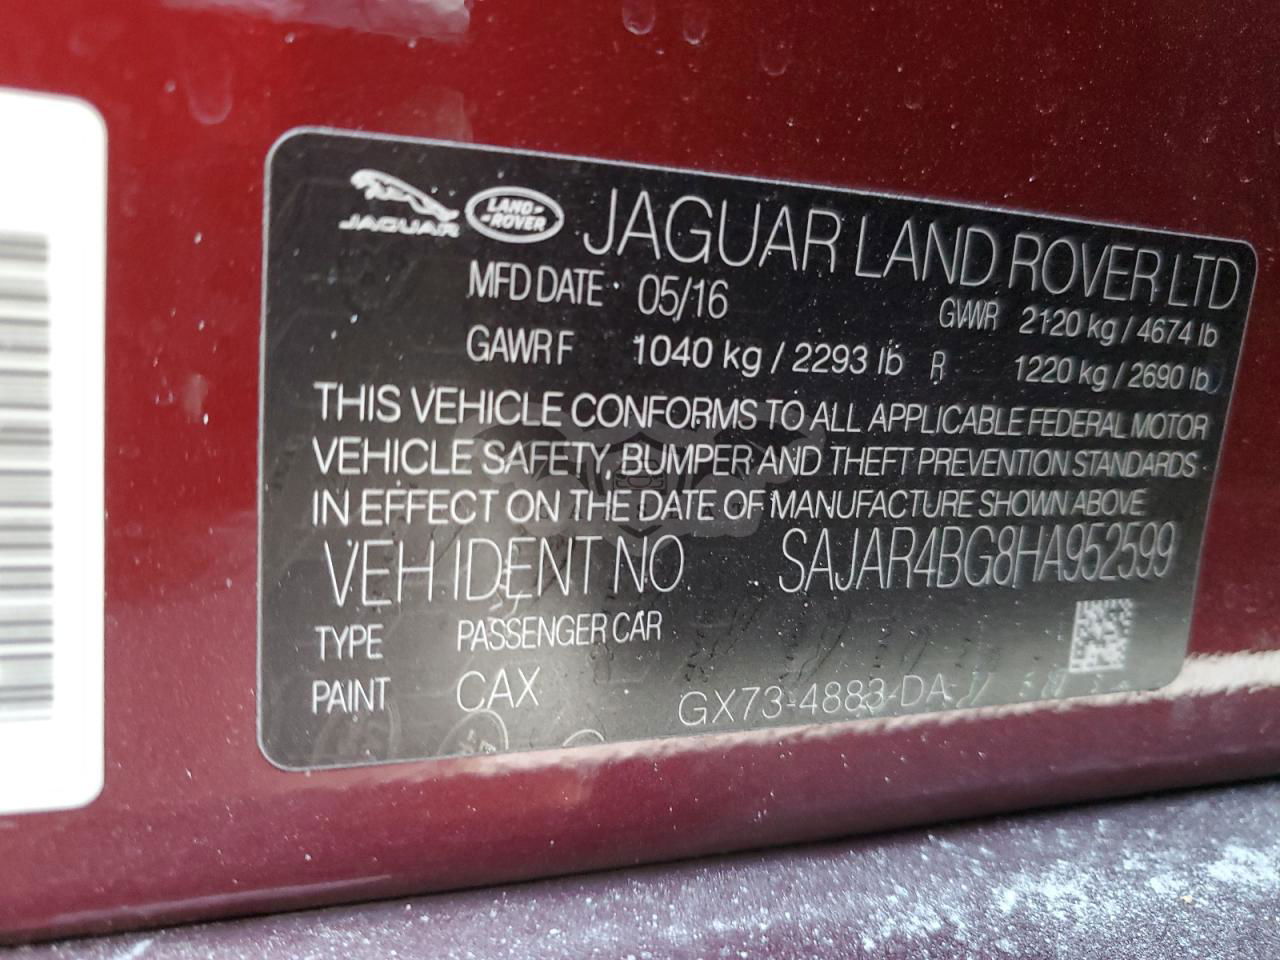 JAGUAR LAND ROVER JAGUAR LAND ROVER LTD
MFD DATE 05/16 GVWR 2120 kg / 4674 lb
GAWR F 1040 kg / 2293 lb R 1220 kg / 2690 lb
THIS VEHICLE CONFORMS TO ALL APPLICABLE FEDERAL MOTOR
VEHICLE SAFETY, BUMPER AND THEFT PREVENTION STANDARDS
IN EFFECT ON THE DATE OF MANUFACTURE SHOWN ABOVE
VEH IDENT NO SAJAR4BG8HA952599
TYPE PASSENGER CAR
PAINT CAX GX73-4883-DA